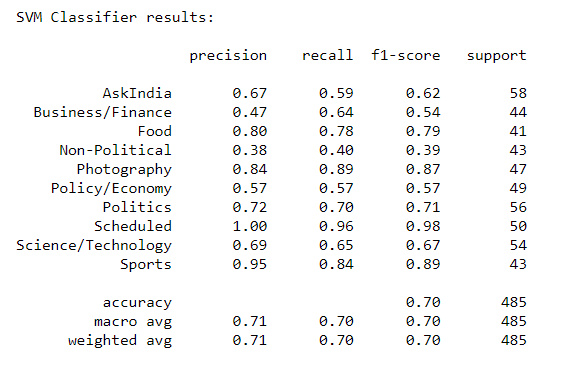 SVM Classifier results:
precision recall f1-score support
AskIndia 0.67 0.59 0.62 58
Business/Finance 0.47 0.64 0.54 44
Food 0.80 0.78 0.79 41
Non-Political 0.38 0.40 0.39 43
Photography 0.84 0.89 0.87 47
Policy/Economy 0.57 0.57 0.57 49
Politics 0.72 0.70 0.71 56
Scheduled 1.00 0.96 0.98 50
Science/Technology 0.69 0.65 0.67 54
Sports 0.95 0.84 0.89 43
accuracy 0.70 485
macro avg 0.71 0.70 0.70 485
weighted avg 0.71 0.70 0.70 485